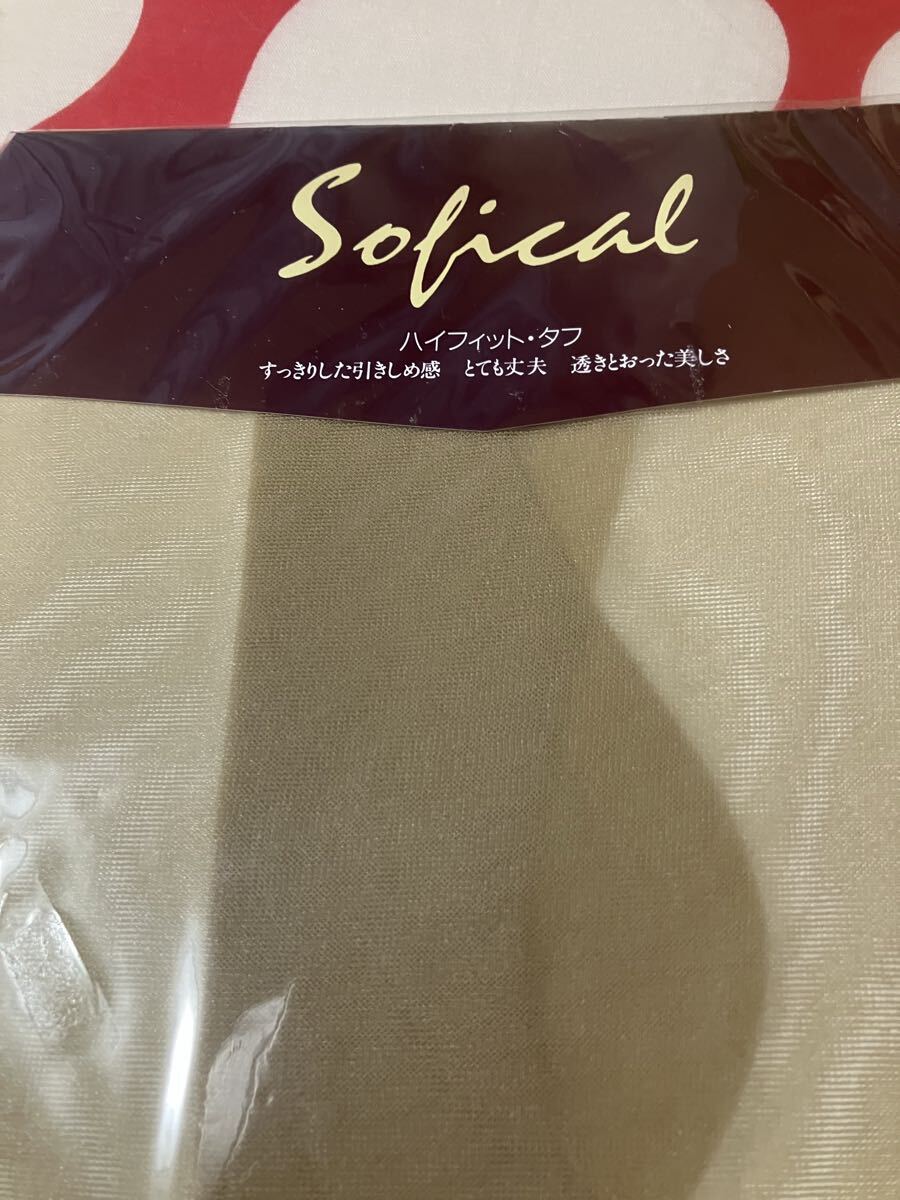 Sofical
ハイフィット・タフ
すっきりした引きしめ感 とても丈夫 透きとおった美しさ